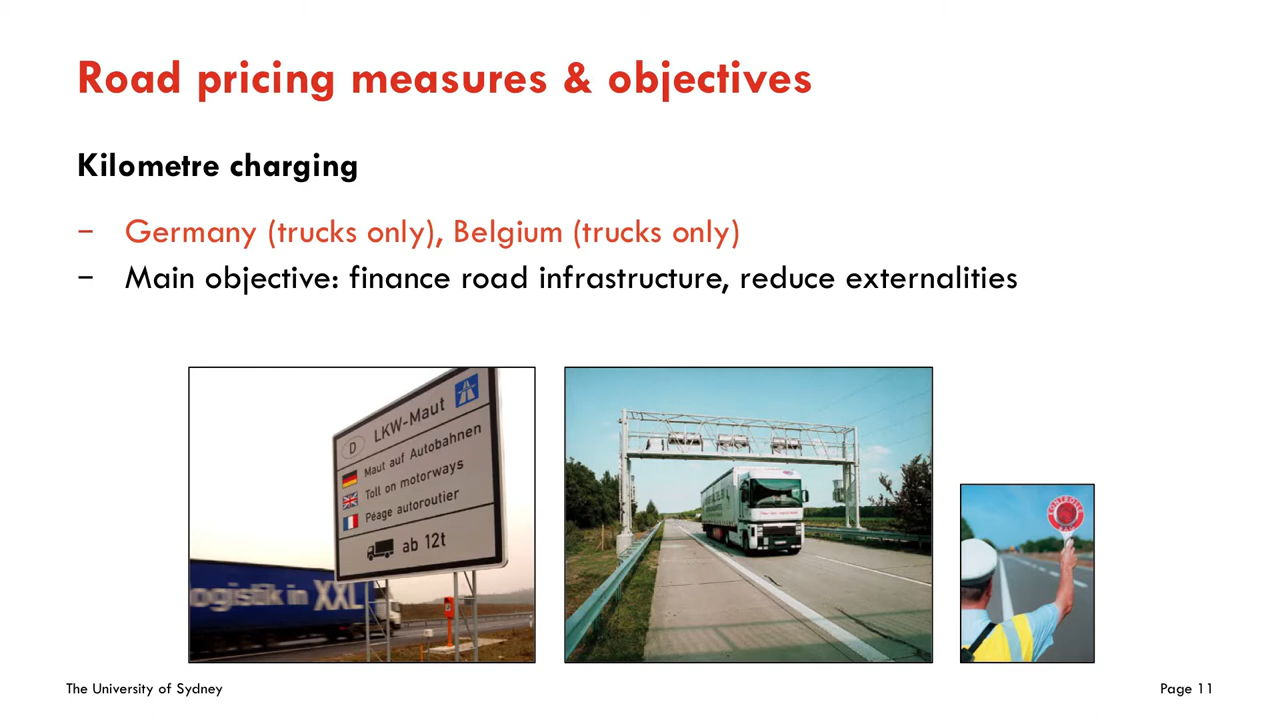 Road pricing measures & objectives
Kilometre charging
– Germany (trucks only), Belgium (trucks only)
– Main objective: finance road infrastructure, reduce externalities
D LKW-Maut
Maut auf Autobahnen
Toll on motorways
Péage autoroutier
ab 12t
ogistik in XXL
KONTROLLE
The University of Sydney
Page 11